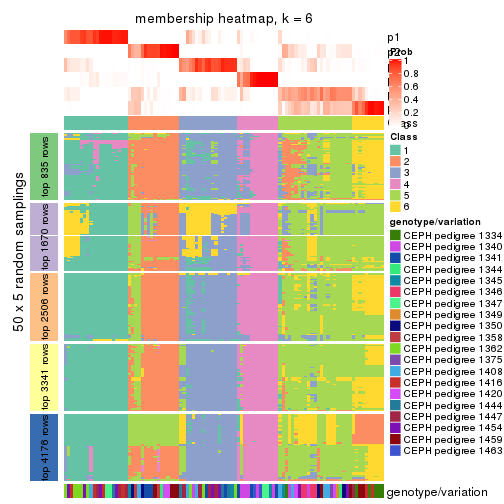 membership heatmap, k = 6
p1
p2
Prob
1
0.8
0.6
0.4
0.2
0
Class
1
2
3
4
5
6
genotype/variation
CEPH pedigree 1334
CEPH pedigree 1340
CEPH pedigree 1341
CEPH pedigree 1344
CEPH pedigree 1345
CEPH pedigree 1346
CEPH pedigree 1347
CEPH pedigree 1349
CEPH pedigree 1350
CEPH pedigree 1358
CEPH pedigree 1362
CEPH pedigree 1375
CEPH pedigree 1408
CEPH pedigree 1416
CEPH pedigree 1420
CEPH pedigree 1444
CEPH pedigree 1447
CEPH pedigree 1454
CEPH pedigree 1459
CEPH pedigree 1463
50 x 5 random samplings
top 835 rows
top 1670 rows
top 2506 rows
top 3341 rows
top 4176 rows
genotype/variation